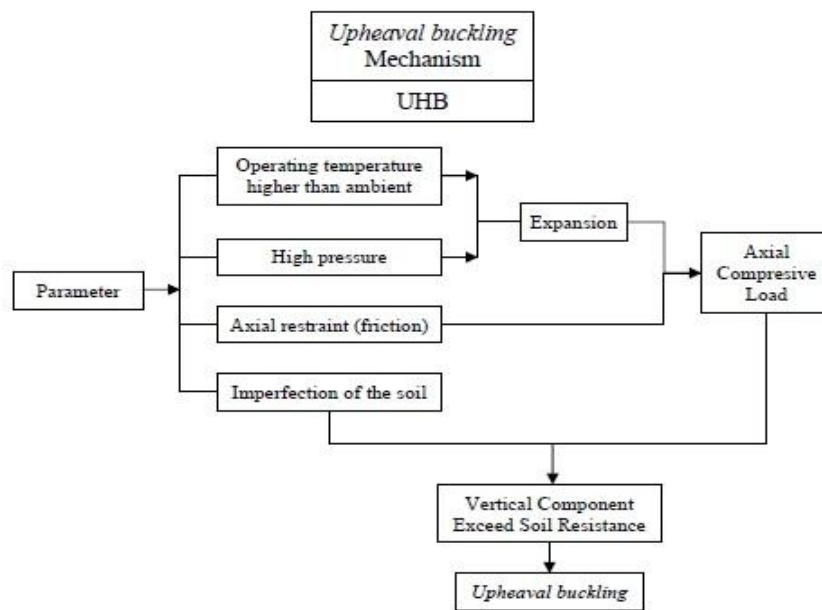 Upheaval buckling
Mechanism
UHB
Operating temperature
higher than ambient
Expansion
High pressure
Axial
Compresive
Load
Parameter
Axial restraint (friction)
Imperfection of the soil
Vertical Component
Exceed Soil Resistance
Upheaval buckling